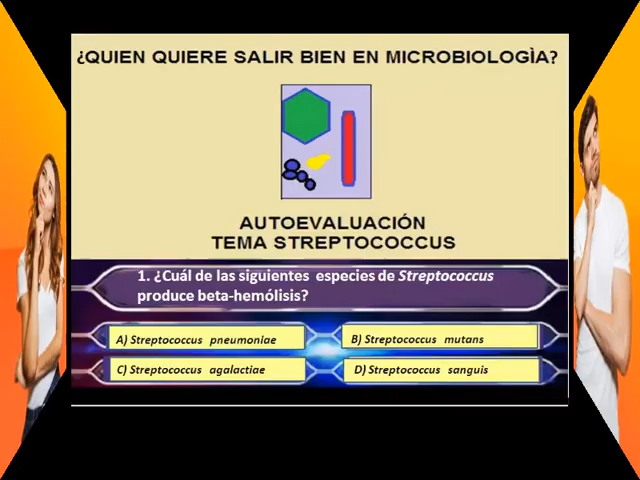 ¿QUIEN QUIERE SALIR BIEN EN MICROBIOLOGÌA?
AUTOEVALUACIÓN
TEMA STREPTOCOCCUS
1. ¿Cuál de las siguientes especies de Streptococcus
produce beta-hemólisis?
A) Streptococcus pneumoniae
B) Streptococcus mutans
C) Streptococcus agalactiae
D) Streptococcus sanguis